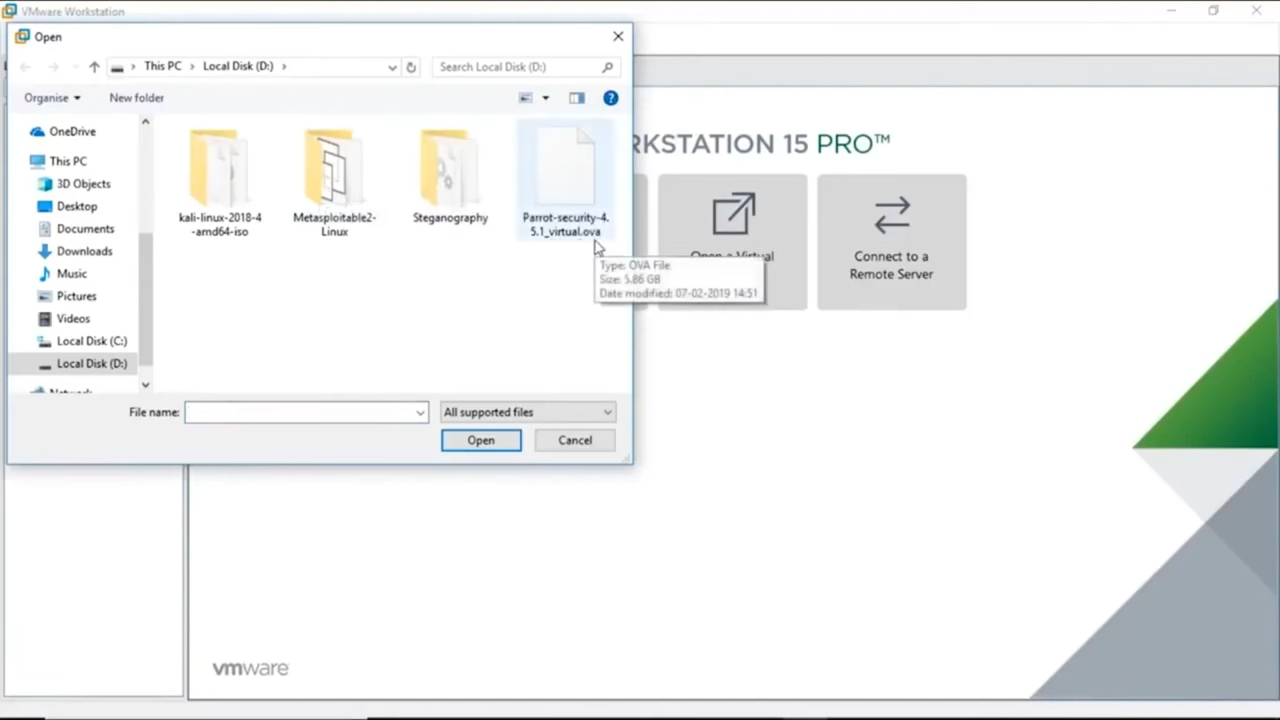 VMware Workstation
Open
This PC
Local Disk (D:)
Search Local Disk (D:)
Organise
New folder
OneDrive
This PC
3D Objects
Desktop
Documents
Downloads
Music
Pictures
Videos
Local Disk (C:)
Local Disk (D:)
kali-linux-2018-4
-amd64-iso
Metasploitable2-
Linux
Steganography
Parrot-security-4.
5.1_virtual.ova
Type: OVA File
Size: 5.86 GB
Date modified: 07-02-2019 14:51
File name:
All supported files
Open
Cancel
RKSTATION 15 PRO™
Open a Virtual
Connect to a
Remote Server
vmware